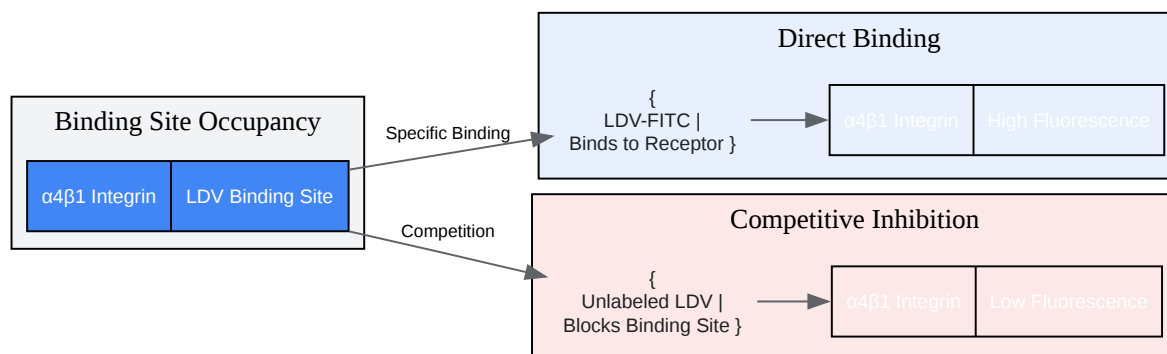 Binding Site Occupancy
α4β1 Integrin
LDV Binding Site
Specific Binding
Competition
Direct Binding
{
LDV-FITC |
Binds to Receptor }
α4β1 Integrin
High Fluorescence
Competitive Inhibition
{
Unlabeled LDV |
Blocks Binding Site }
α4β1 Integrin
Low Fluorescence